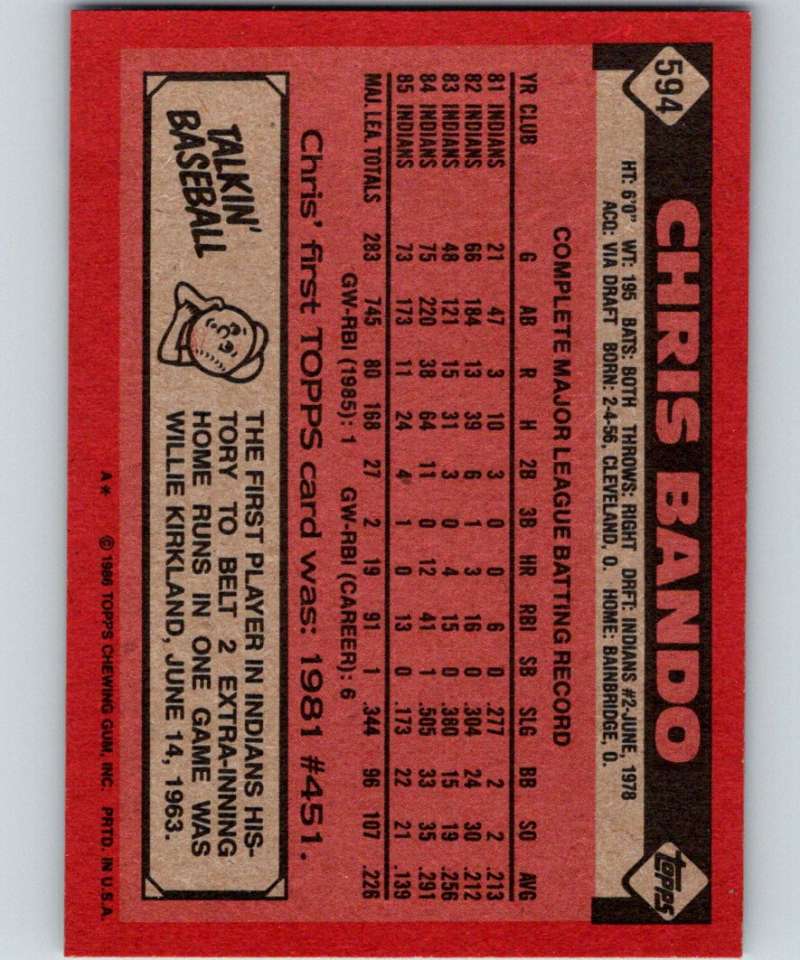 594
CHRIS BANDO
TOPPS
HT: 6'0" WT: 195 BATS: BOTH THROWS: RIGHT DRFT: INDIANS #2-JUNE, 1978
ACQ: VIA DRAFT BORN: 2-4-56, CLEVELAND, O. HOME: BAINBRIDGE, O.
COMPLETE MAJOR LEAGUE BATTING RECORD
YR CLUB G AB R H 2B 3B HR RBI SB SLG BB SO AVG
81 INDIANS 21 47 3 10 3 0 0 6 0 .277 2 2 .213
82 INDIANS 66 184 13 39 6 1 3 16 0 .304 24 30 .212
83 INDIANS 48 121 15 31 3 0 4 15 0 .380 15 19 .256
84 INDIANS 75 220 38 64 11 0 12 41 1 .505 33 35 .291
85 INDIANS 73 173 11 24 4 1 0 13 0 .173 22 21 .139
MAJ. LEA. TOTALS 283 745 80 168 27 2 19 91 1 .344 96 107 .226
GW-RBI (1985): 1 GW-RBI (CAREER): 6
Chris' first TOPPS card was: 1981 #451.
TALKIN'
BASEBALL
THE FIRST PLAYER IN INDIANS HIS-
TORY TO BELT 2 EXTRA-INNING
HOME RUNS IN ONE GAME WAS
WILLIE KIRKLAND, JUNE 14, 1963.
A* © 1986 TOPPS CHEWING GUM, INC. PRTD. IN U.S.A.